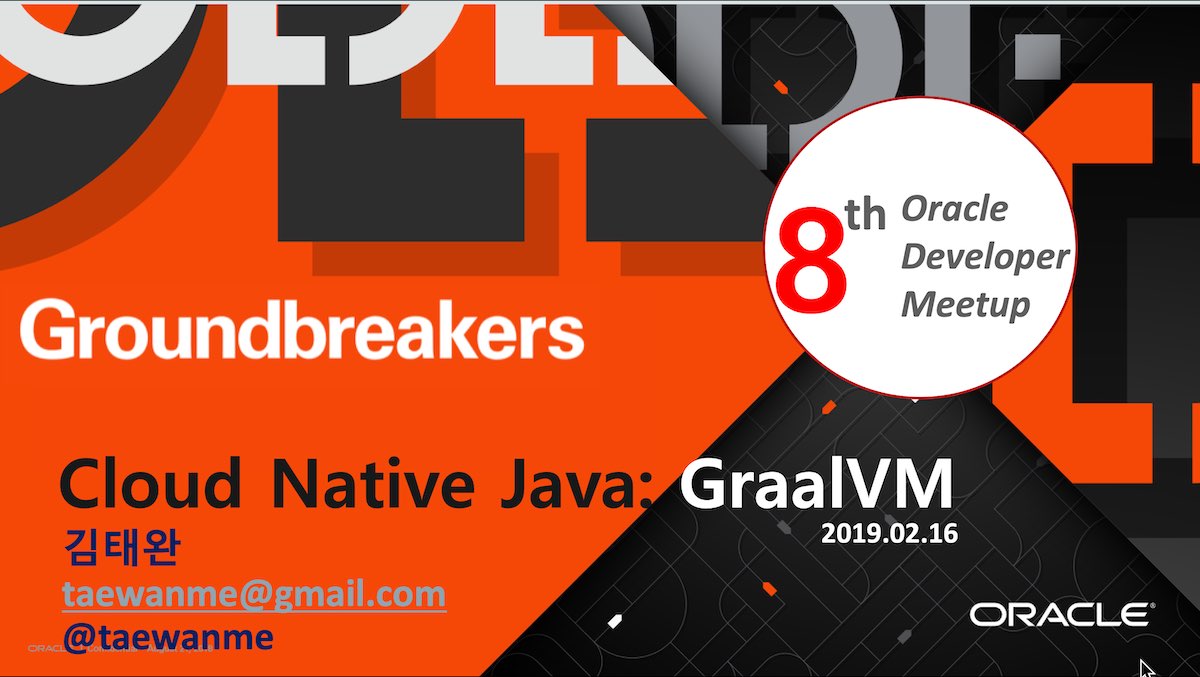 8th
Oracle
Developer
Meetup
Groundbreakers
Cloud Native Java: GraalVM
2019.02.16
김태완
taewanme@gmail.com
@taewanme
ORACLE